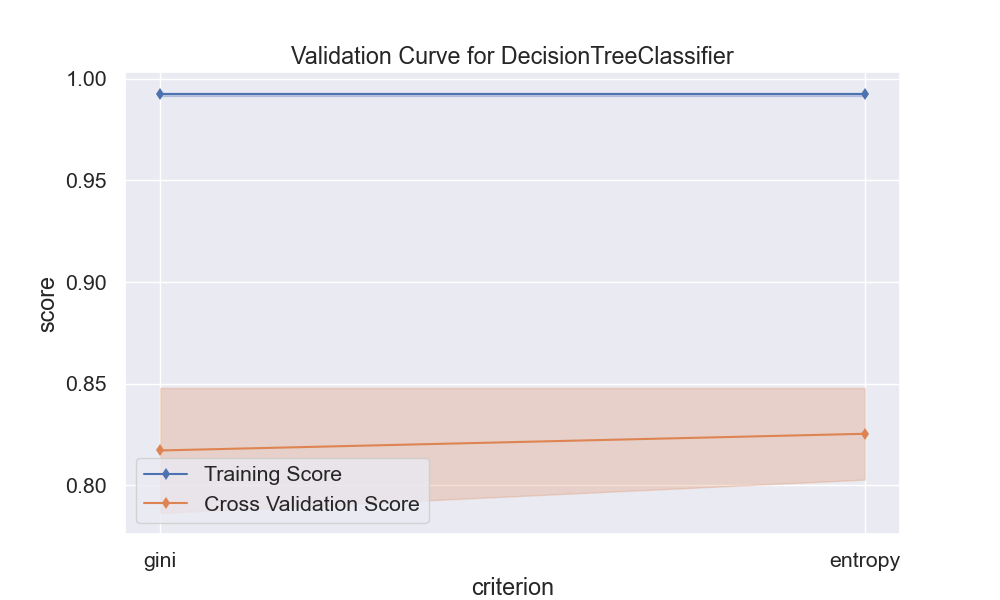 Validation Curve for DecisionTreeClassifier
1.00
0.95
0.90
0.85
0.80
score
Training Score
Cross Validation Score
gini
entropy
criterion